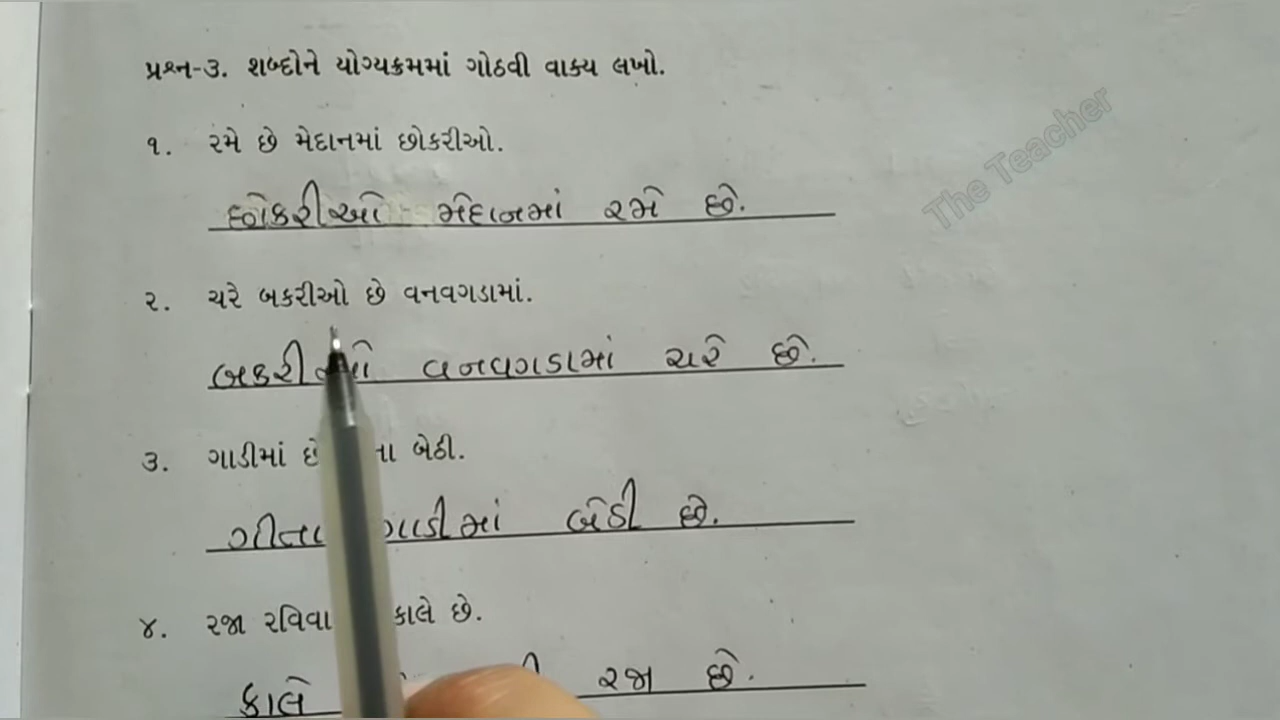 પ્રશ્ન-૩. શબ્દોને યોગ્યક્રમમાં ગોઠવી વાક્ય લખો.
The Teacher
૧. રમે છે મેદાનમાં છોકરીઓ.
છોકરીઓ મેદાનમાં રમે છે.
૨. ચરે બકરીઓ છે વનવગડામાં.
બકરીઓ વનવગડામાં ચરે છે.
૩. ગાડીમાં છે બેઠી.
ગીતા ગાડીમાં બેઠી છે.
૪. રજા કાલે છે.
કાલે રજા છે.